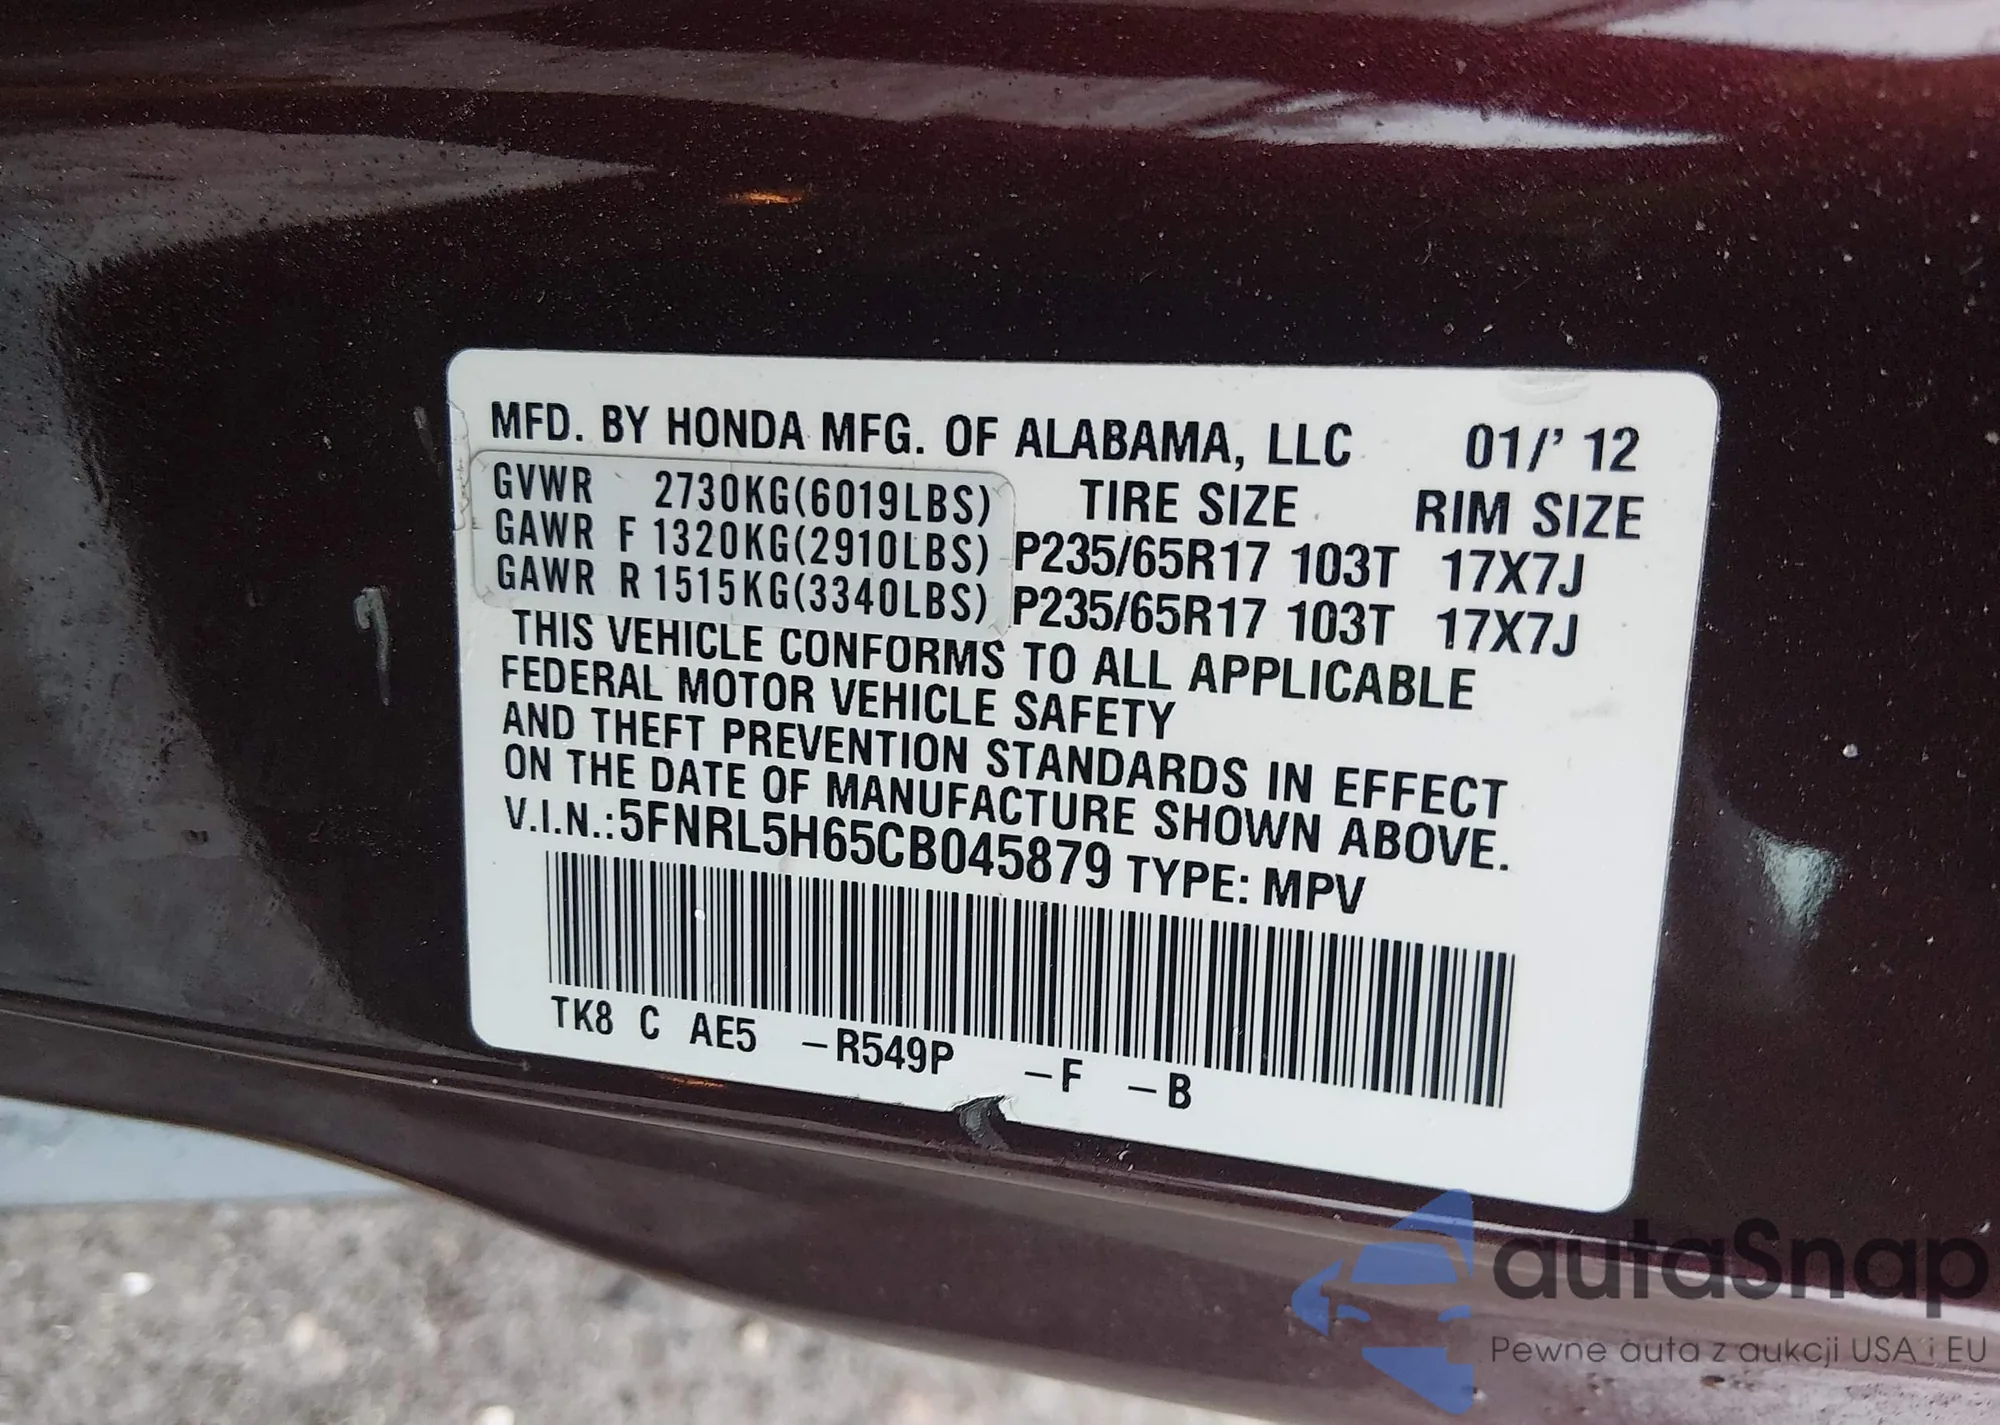 MFD. BY HONDA MFG. OF ALABAMA, LLC 01/' 12
GVWR 2730KG(6019LBS) TIRE SIZE RIM SIZE
GAWR F 1320KG(2910LBS) P235/65R17 103T 17X7J
GAWR R 1515KG(3340LBS) P235/65R17 103T 17X7J
THIS VEHICLE CONFORMS TO ALL APPLICABLE
FEDERAL MOTOR VEHICLE SAFETY
AND THEFT PREVENTION STANDARDS IN EFFECT
ON THE DATE OF MANUFACTURE SHOWN ABOVE.
V.I.N.:5FNRL5H65CB045879 TYPE: MPV
TK8 C AE5 –R549P –F –B
autaSnap
Pewne auta z aukcji USA i EU